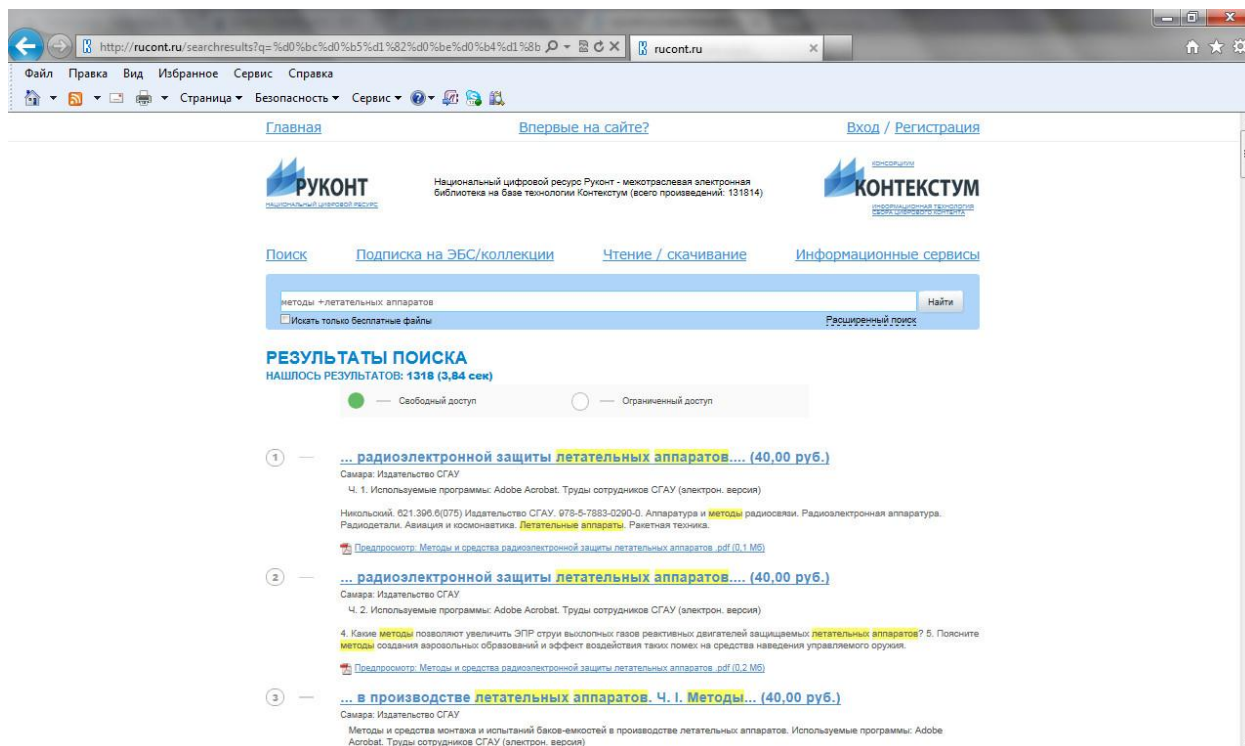 http://rucont.ru/searchresults?q=%d0%bc%d0%b5%d1%82%d0%be%d0%b4%d1%8b
rucont.ru
Файл Правка Вид Избранное Сервис Справка
Страница Безопасность Сервис
Главная Впервые на сайте? Вход / Регистрация
РУКОНТ
НАЦИОНАЛЬНЫЙ ЦИФРОВОЙ РЕСУРС
Национальный цифровой ресурс Руконт - межотраслевая электронная
библиотека на базе технологии Контекстум (всего произведений: 131814)
КОНСОРЦИУМ
КОНТЕКСТУМ
ИНФОРМАЦИОННАЯ ТЕХНОЛОГИЯ
СБОРА ЦИФРОВОГО КОНТЕНТА
Поиск Подписка на ЭБС/коллекции Чтение / скачивание Информационные сервисы
методы +летательных аппаратов Найти
Искать только бесплатные файлы Расширенный поиск
РЕЗУЛЬТАТЫ ПОИСКА
НАШЛОСЬ РЕЗУЛЬТАТОВ: 1318 (3,84 сек)
— Свободный доступ — Ограниченный доступ
1 — ... радиоэлектронной защиты летательных аппаратов.... (40,00 руб.)
Самара: Издательство СГАУ
Ч. 1. Используемые программы: Adobe Acrobat. Труды сотрудников СГАУ (электрон. версия)
Никольский. 621.396.6(075) Издательство СГАУ. 978-5-7883-0290-0. Аппаратура и методы радиосвязи. Радиоэлектронная аппаратура.
Радиодетали. Авиация и космонавтика. Летательные аппараты. Ракетная техника.
Предпросмотр: Методы и средства радиоэлектронной защиты летательных аппаратов .pdf (0,1 Мб)
2 — ... радиоэлектронной защиты летательных аппаратов.... (40,00 руб.)
Самара: Издательство СГАУ
Ч. 2. Используемые программы: Adobe Acrobat. Труды сотрудников СГАУ (электрон. версия)
4. Какие методы позволяют увеличить ЭПР струи выхлопных газов реактивных двигателей защищаемых летательных аппаратов? 5. Поясните
методы создания аэрозольных образований и эффект воздействия таких помех на средства наведения управляемого оружия.
Предпросмотр: Методы и средства радиоэлектронной защиты летательных аппаратов .pdf (0,2 Мб)
3 — ... в производстве летательных аппаратов. Ч. I. Методы... (40,00 руб.)
Самара: Издательство СГАУ
Методы и средства монтажа и испытаний баков-емкостей в производстве летательных аппаратов. Используемые программы: Adobe
Acrobat. Труды сотрудников СГАУ (электрон. версия)